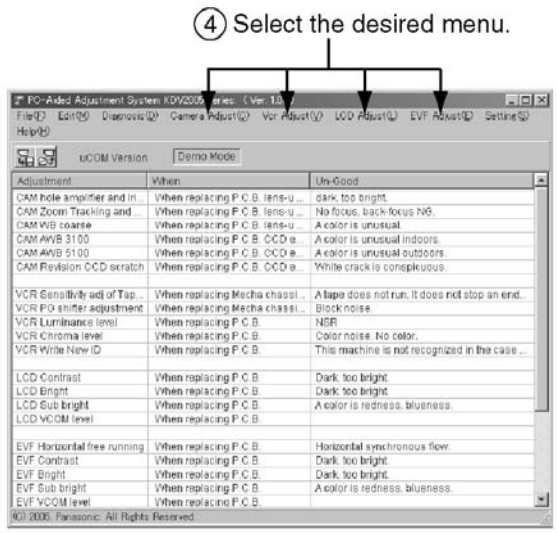 ④ Select the desired menu.
PC-Aided Adjustment System KDV2005 series. ( Ver. 1.0
File(F) Edit(M) Diagnosis(D) Camera Adjust(C) Vcr Adjust(V) LCD Adjust(L) EVF Adjust(E) Setting(S)
Help(H)
uCOM Version Demo Mode
Adjustment When Un-Good
CAM hole amplifier and iri... When replacing P.C.B. lens-u... dark, too bright.
CAM Zoom Tracking and ... When replacing P.C.B. lens-u... No focus, back-focus NG.
CAM WB coarse When replacing P.C.B. lens-u... A color is unusual.
CAM AWB 3100 When replacing P.C.B. CCD e... A color is unusual indoors.
CAM AWB 5100 When replacing P.C.B. CCD e... A color is unusual outdoors.
CAM Revision CCD scratch When replacing P.C.B. CCD e... White crack is conspicuous.
VCR Sensitivity adj of Tap... When replacing Mecha chassi... A tape does not run. It does not stop an end...
VCR PG shifter adjustment When replacing Mecha chassi... Block noise.
VCR Luminance level When replacing P.C.B. NSR
VCR Chroma level When replacing P.C.B. Color noise. No color.
VCR Write New ID When replacing P.C.B. This machine is not recognized in the case ...
LCD Contrast When replacing P.C.B. Dark, too bright.
LCD Bright When replacing P.C.B. Dark, too bright.
LCD Sub bright When replacing P.C.B. A color is redness, blueness.
LCD VCOM level When replacing P.C.B.
EVF Horizontal free running When replacing P.C.B. Horizontal synchronous flow.
EVF Contrast When replacing P.C.B. Dark, too bright.
EVF Bright When replacing P.C.B. Dark, too bright.
EVF Sub bright When replacing P.C.B. A color is redness, blueness.
EVF VCOM level When replacing P.C.B.
(C) 2005. Panasonic. All Rights Reserved.